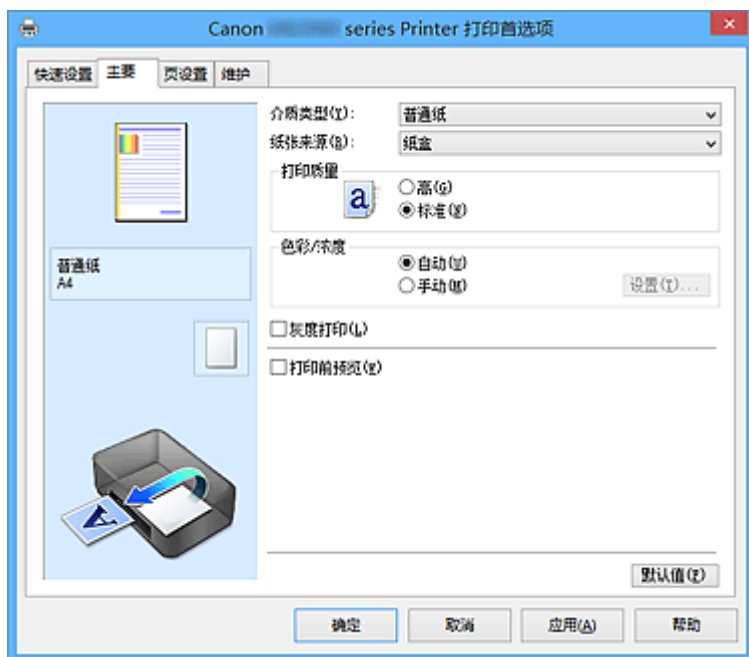 Canon series Printer 打印首选项
快速设置 主要 页设置 维护
介质类型(Y): 普通纸
纸张来源(R): 纸盒
打印质量
a
高(G)
标准(X)
色彩/浓度
普通纸
A4
自动(U)
手动(M)
设置(T)...
灰度打印(L)
打印前预览(E)
A
默认值(F)
确定 取消 应用(A) 帮助